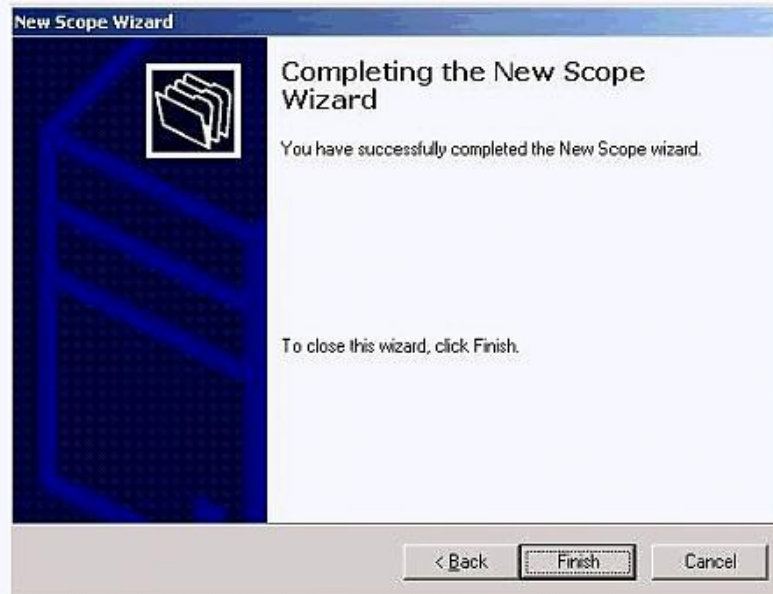 New Scope Wizard
Completing the New Scope
Wizard
You have successfully completed the New Scope wizard.
To close this wizard, click Finish.
< Back
Finish
Cancel